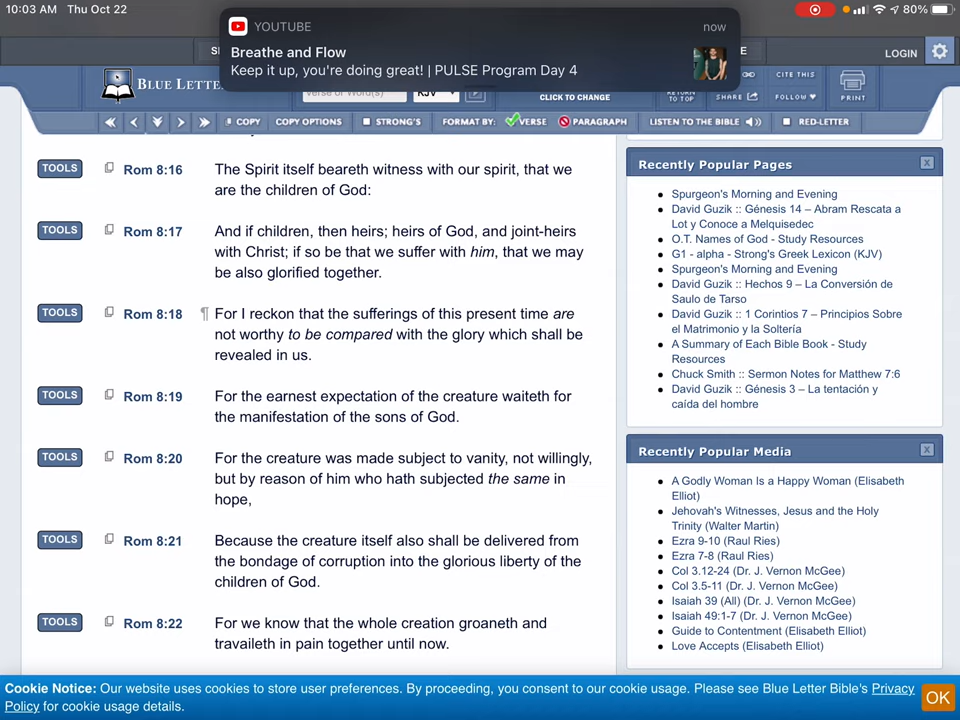 10:03 AM Thu Oct 22
80%
YOUTUBE
now
Breathe and Flow
Keep it up, you're doing great! | PULSE Program Day 4
LOGIN
BLUE LETTE
Verse or Word(s)
KJV
CLICK TO CHANGE
RETURN
TO TOP
SHARE
CITE THIS
FOLLOW
PRINT
COPY
COPY OPTIONS
STRONG'S
FORMAT BY:
VERSE
PARAGRAPH
LISTEN TO THE BIBLE
RED-LETTER
TOOLS
Rom 8:16
The Spirit itself beareth witness with our spirit, that we
are the children of God:
TOOLS
Rom 8:17
And if children, then heirs; heirs of God, and joint-heirs
with Christ; if so be that we suffer with him, that we may
be also glorified together.
TOOLS
Rom 8:18
¶ For I reckon that the sufferings of this present time are
not worthy to be compared with the glory which shall be
revealed in us.
TOOLS
Rom 8:19
For the earnest expectation of the creature waiteth for
the manifestation of the sons of God.
TOOLS
Rom 8:20
For the creature was made subject to vanity, not willingly,
but by reason of him who hath subjected the same in
hope,
TOOLS
Rom 8:21
Because the creature itself also shall be delivered from
the bondage of corruption into the glorious liberty of the
children of God.
TOOLS
Rom 8:22
For we know that the whole creation groaneth and
travaileth in pain together until now.
Recently Popular Pages
x
Spurgeon's Morning and Evening
David Guzik :: Génesis 14 – Abram Rescata a
Lot y Conoce a Melquisedec
O.T. Names of God - Study Resources
G1 - alpha - Strong's Greek Lexicon (KJV)
Spurgeon's Morning and Evening
David Guzik :: Hechos 9 – La Conversión de
Saulo de Tarso
David Guzik :: 1 Corintios 7 – Principios Sobre
el Matrimonio y la Soltería
A Summary of Each Bible Book - Study
Resources
Chuck Smith :: Sermon Notes for Matthew 7:6
David Guzik :: Génesis 3 – La tentación y
caída del hombre
Recently Popular Media
x
A Godly Woman Is a Happy Woman (Elisabeth
Elliot)
Jehovah's Witnesses, Jesus and the Holy
Trinity (Walter Martin)
Ezra 9-10 (Raul Ries)
Ezra 7-8 (Raul Ries)
Col 3.12-24 (Dr. J. Vernon McGee)
Col 3.5-11 (Dr. J. Vernon McGee)
Isaiah 39 (All) (Dr. J. Vernon McGee)
Isaiah 49:1-7 (Dr. J. Vernon McGee)
Guide to Contentment (Elisabeth Elliot)
Love Accepts (Elisabeth Elliot)
Cookie Notice: Our website uses cookies to store user preferences. By proceeding, you consent to our cookie usage. Please see Blue Letter Bible's Privacy
Policy for cookie usage details.
OK